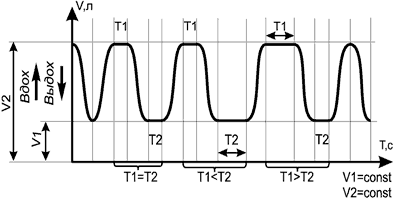 V,л
T1
T1
T1
V2
Вдох
Выдох
V1
T2
T2
T2
T,с
T1=T2
T1<T2
T1>T2
V1=const
V2=const